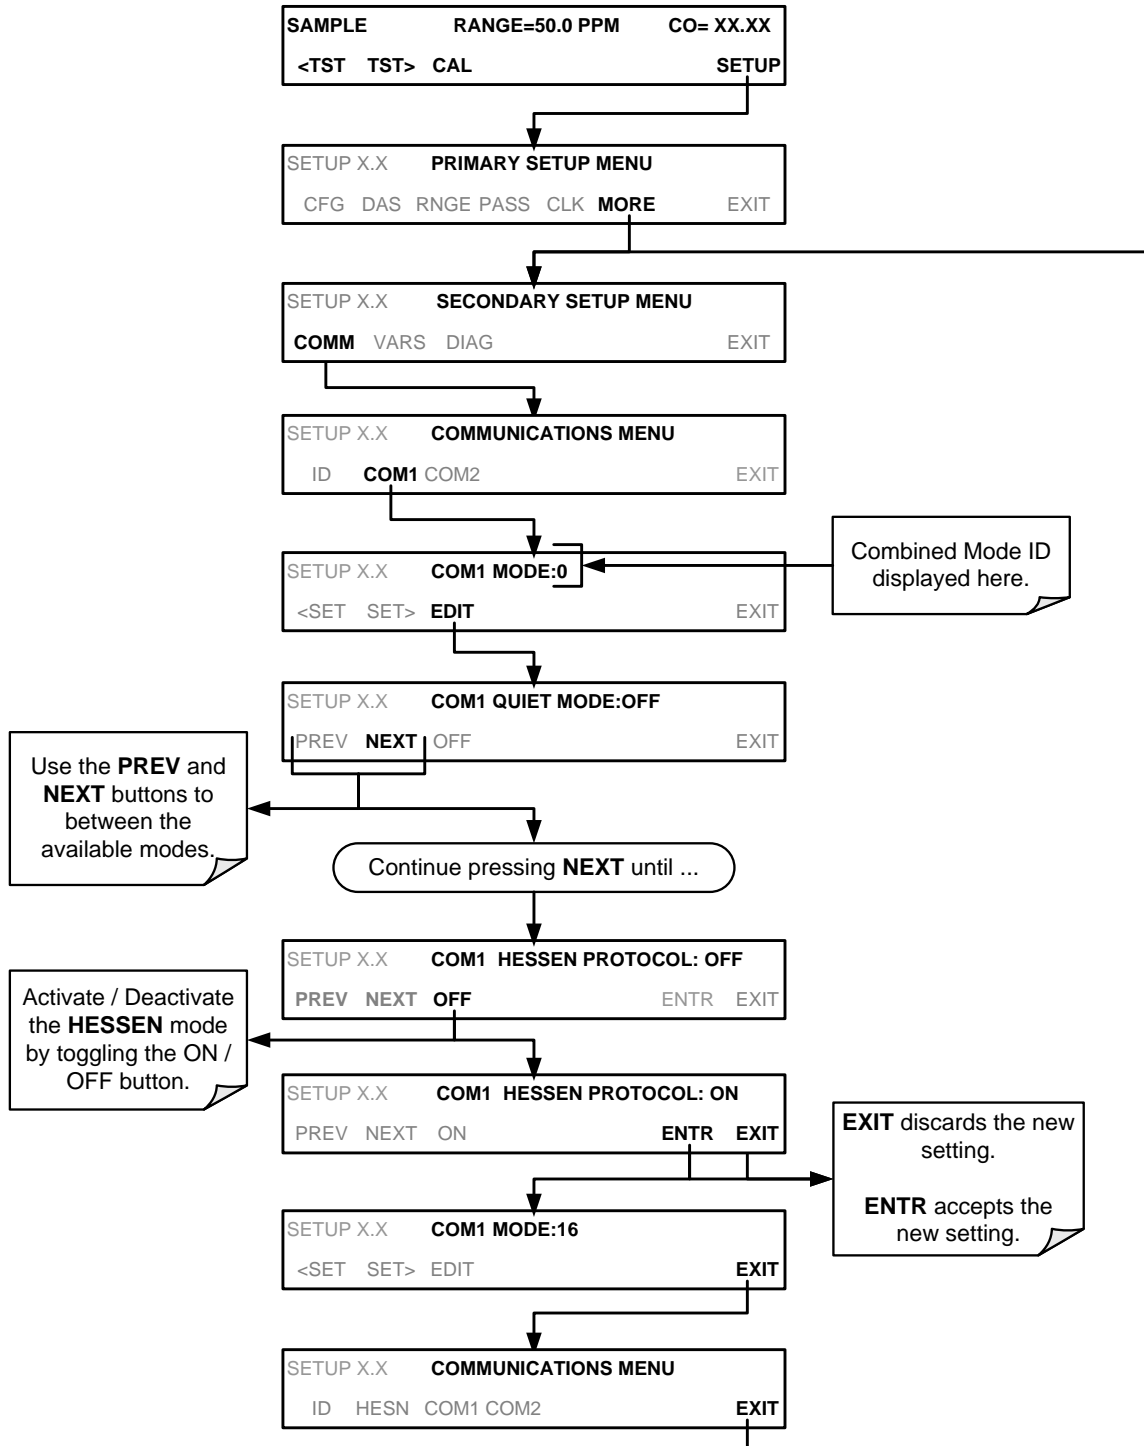 SAMPLE RANGE=50.0 PPM CO= XX.XX
<TST TST> CAL SETUP
SETUP X.X PRIMARY SETUP MENU
CFG DAS RNGE PASS CLK MORE EXIT
SETUP X.X SECONDARY SETUP MENU
COMM VARS DIAG EXIT
SETUP X.X COMMUNICATIONS MENU
ID COM1 COM2 EXIT
SETUP X.X COM1 MODE:0
<SET SET> EDIT EXIT
Combined Mode ID
displayed here.
SETUP X.X COM1 QUIET MODE:OFF
PREV NEXT OFF EXIT
Use the PREV and
NEXT buttons to
between the
available modes.
Continue pressing NEXT until ...
SETUP X.X COM1 HESSEN PROTOCOL: OFF
PREV NEXT OFF ENTR EXIT
Activate / Deactivate
the HESSEN mode
by toggling the ON /
OFF button.
SETUP X.X COM1 HESSEN PROTOCOL: ON
PREV NEXT ON ENTR EXIT
EXIT discards the new
setting.
ENTR accepts the
new setting.
SETUP X.X COM1 MODE:16
<SET SET> EDIT EXIT
SETUP X.X COMMUNICATIONS MENU
ID HESN COM1 COM2 EXIT